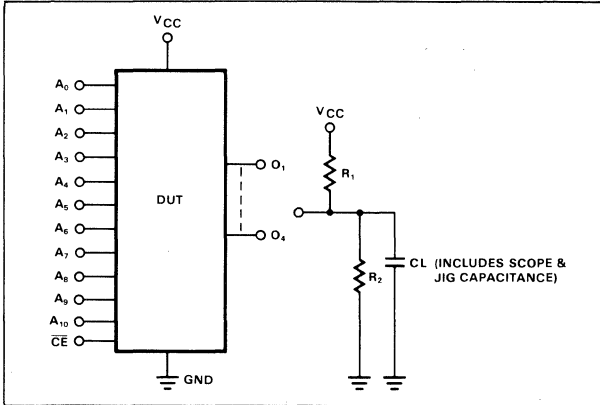 VCC
A0
A1
A2
A3
A4
A5
A6
A7
A8
A9
A10
CE
DUT
O1
O4
GND
VCC
R1
R2
CL (INCLUDES SCOPE &
JIG CAPACITANCE)